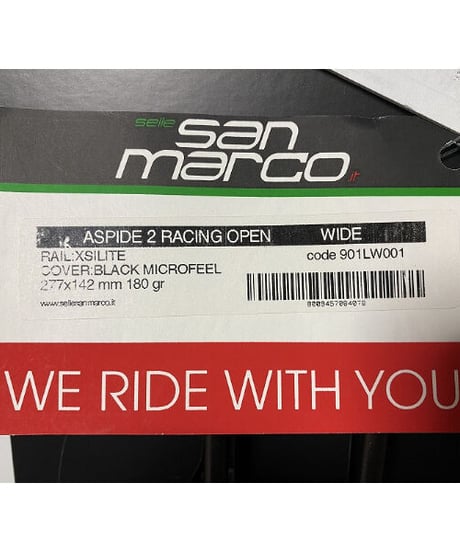 selle
san
marco.it
ASPIDE 2 RACING OPEN WIDE
RAIL:XSILITE code 901LW001
COVER:BLACK MICROFEEL
277x142 mm 180 gr
www.sellesanmarco.it
WE RIDE WITH YOU